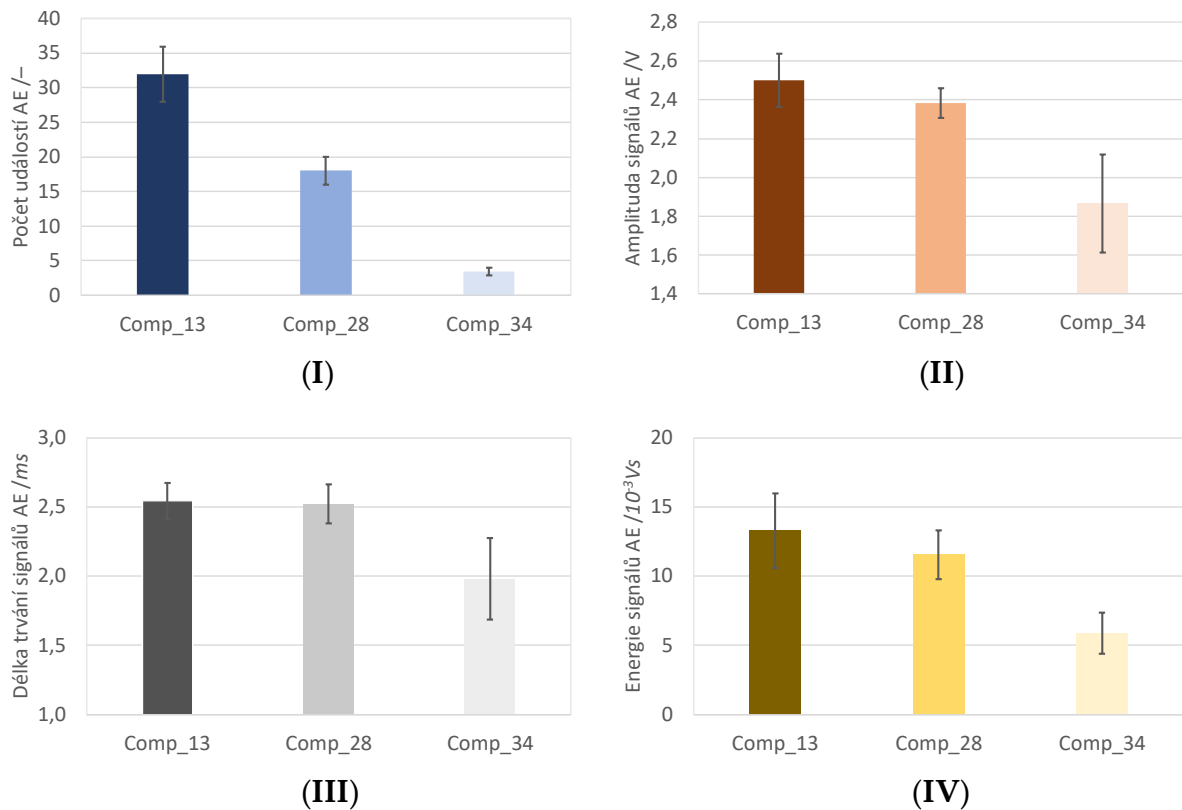 Počet událostí AE /–
40
35
30
25
20
15
10
5
0
Comp_13 Comp_28 Comp_34
(I)
Amplituda signálů AE /V
2,8
2,6
2,4
2,2
2,0
1,8
1,6
1,4
Comp_13 Comp_28 Comp_34
(II)
Délka trvání signálů AE /ms
3,0
2,5
2,0
1,5
1,0
Comp_13 Comp_28 Comp_34
(III)
Energie signálů AE /10⁻³Vs
20
15
10
5
0
Comp_13 Comp_28 Comp_34
(IV)